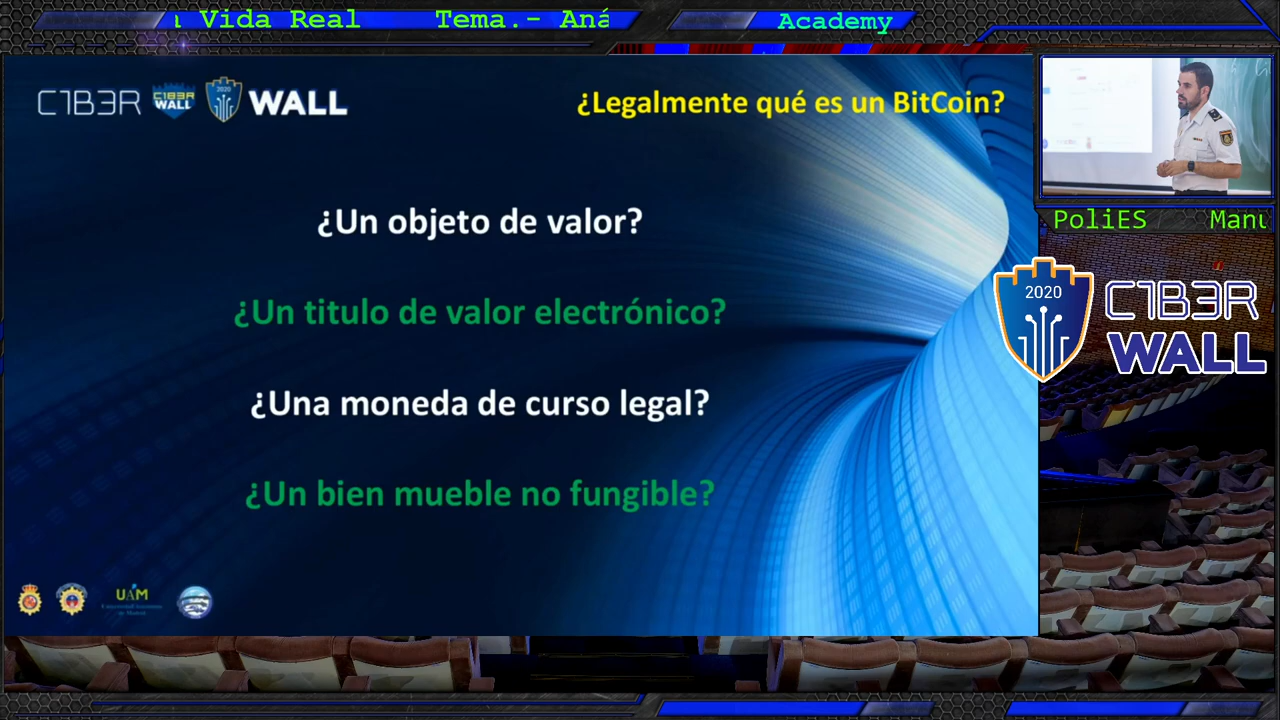 Vida Real Tema.- Aná
Academy
C1B3R
C1B3R
WALL
2020
WALL
¿Legalmente qué es un BitCoin?
¿Un objeto de valor?
¿Un titulo de valor electrónico?
¿Una moneda de curso legal?
¿Un bien mueble no fungible?
UAM
PoliES Manu
2020
C1B3R
WALL